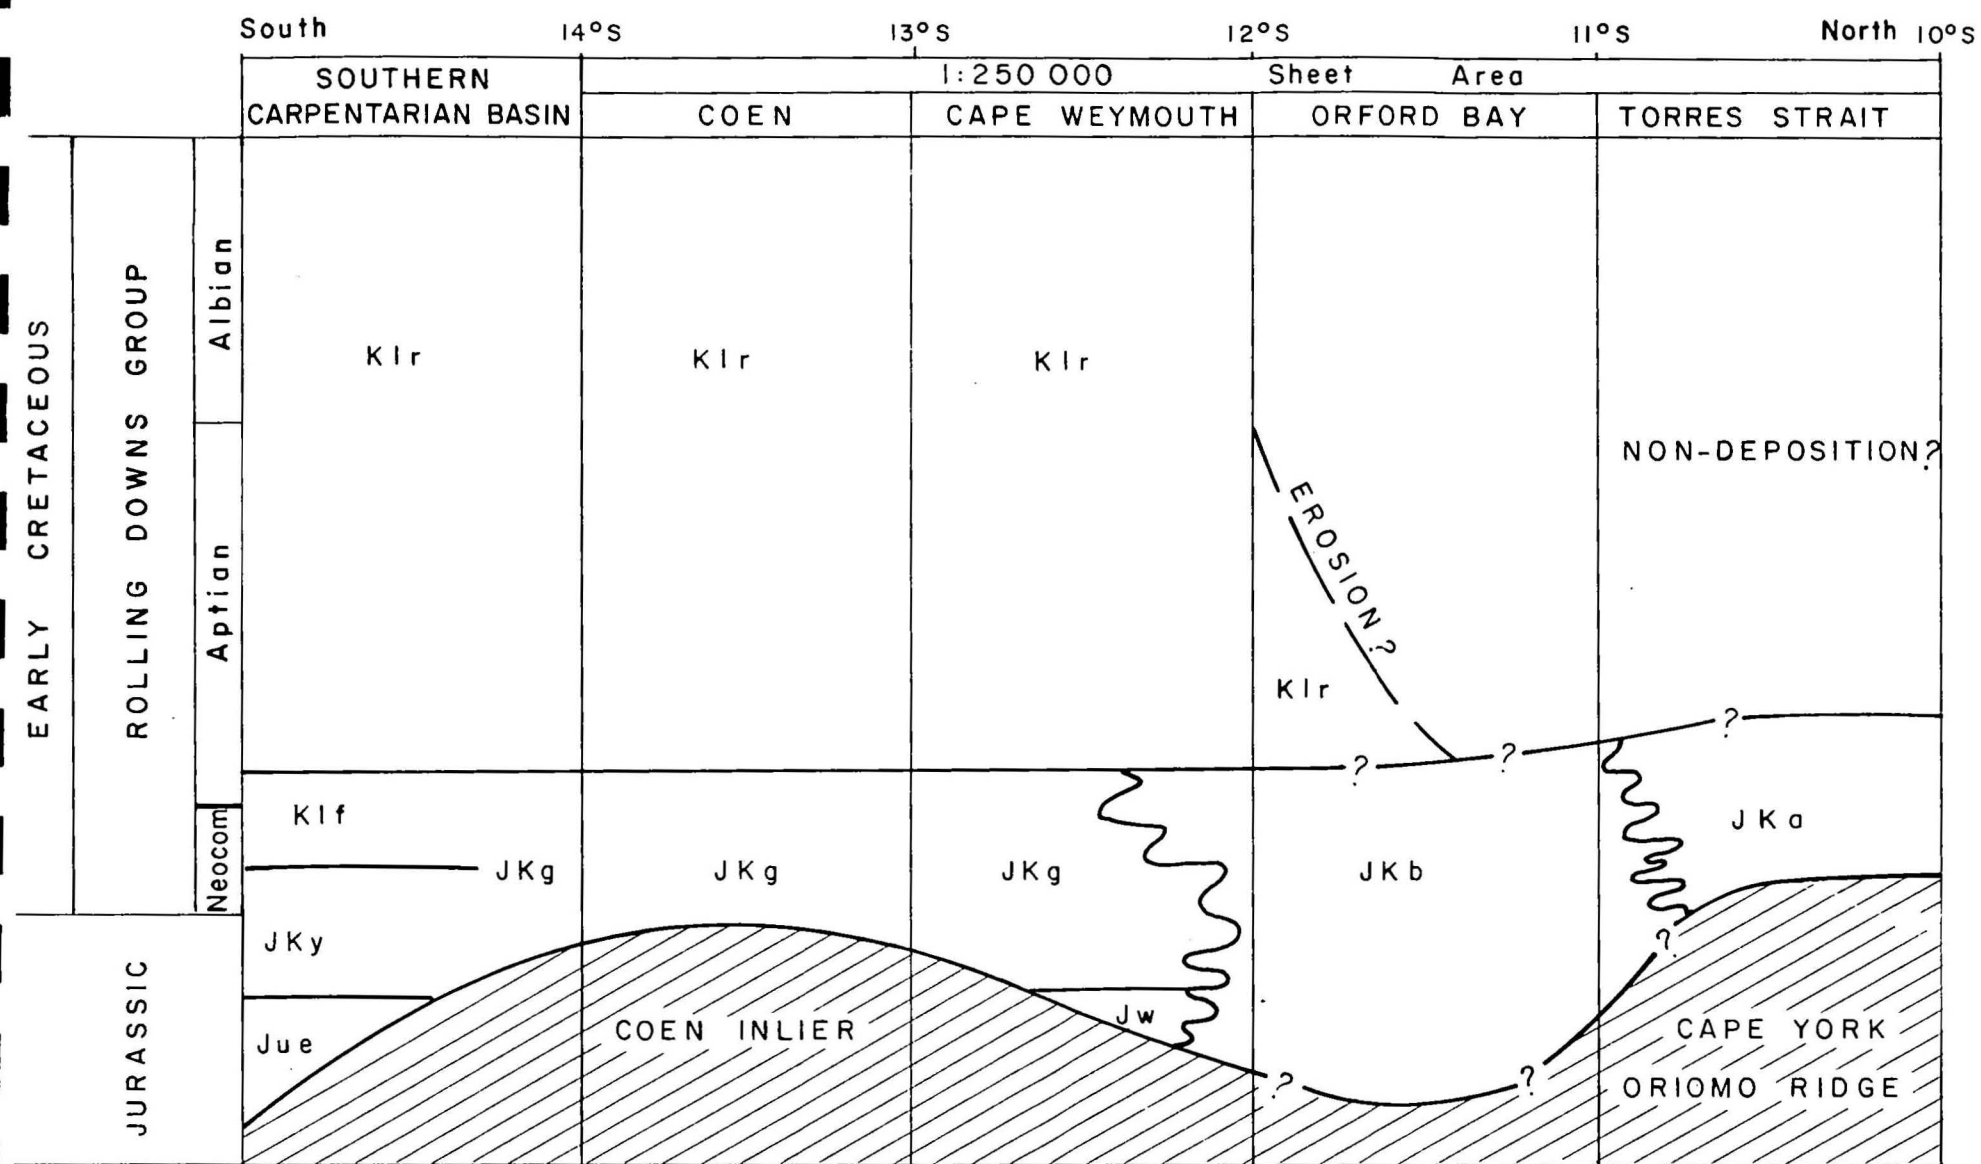 South 14°S 13°S 12°S 11°S North 10°S
SOUTHERN 1:250 000 Sheet Area
CARPENTARIAN BASIN COEN CAPE WEYMOUTH ORFORD BAY TORRES STRAIT
EARLY CRETACEOUS
ROLLING DOWNS GROUP
Albian
Aptian
Neocom
JURASSIC
Klr Klr Klr
NON-DEPOSITION?
EROSION?
Klr
?
? ?
Klf JKa
JKg JKg JKg JKb
JKy ?
Jw
Jue COEN INLIER CAPE YORK
? ? ORIOMO RIDGE